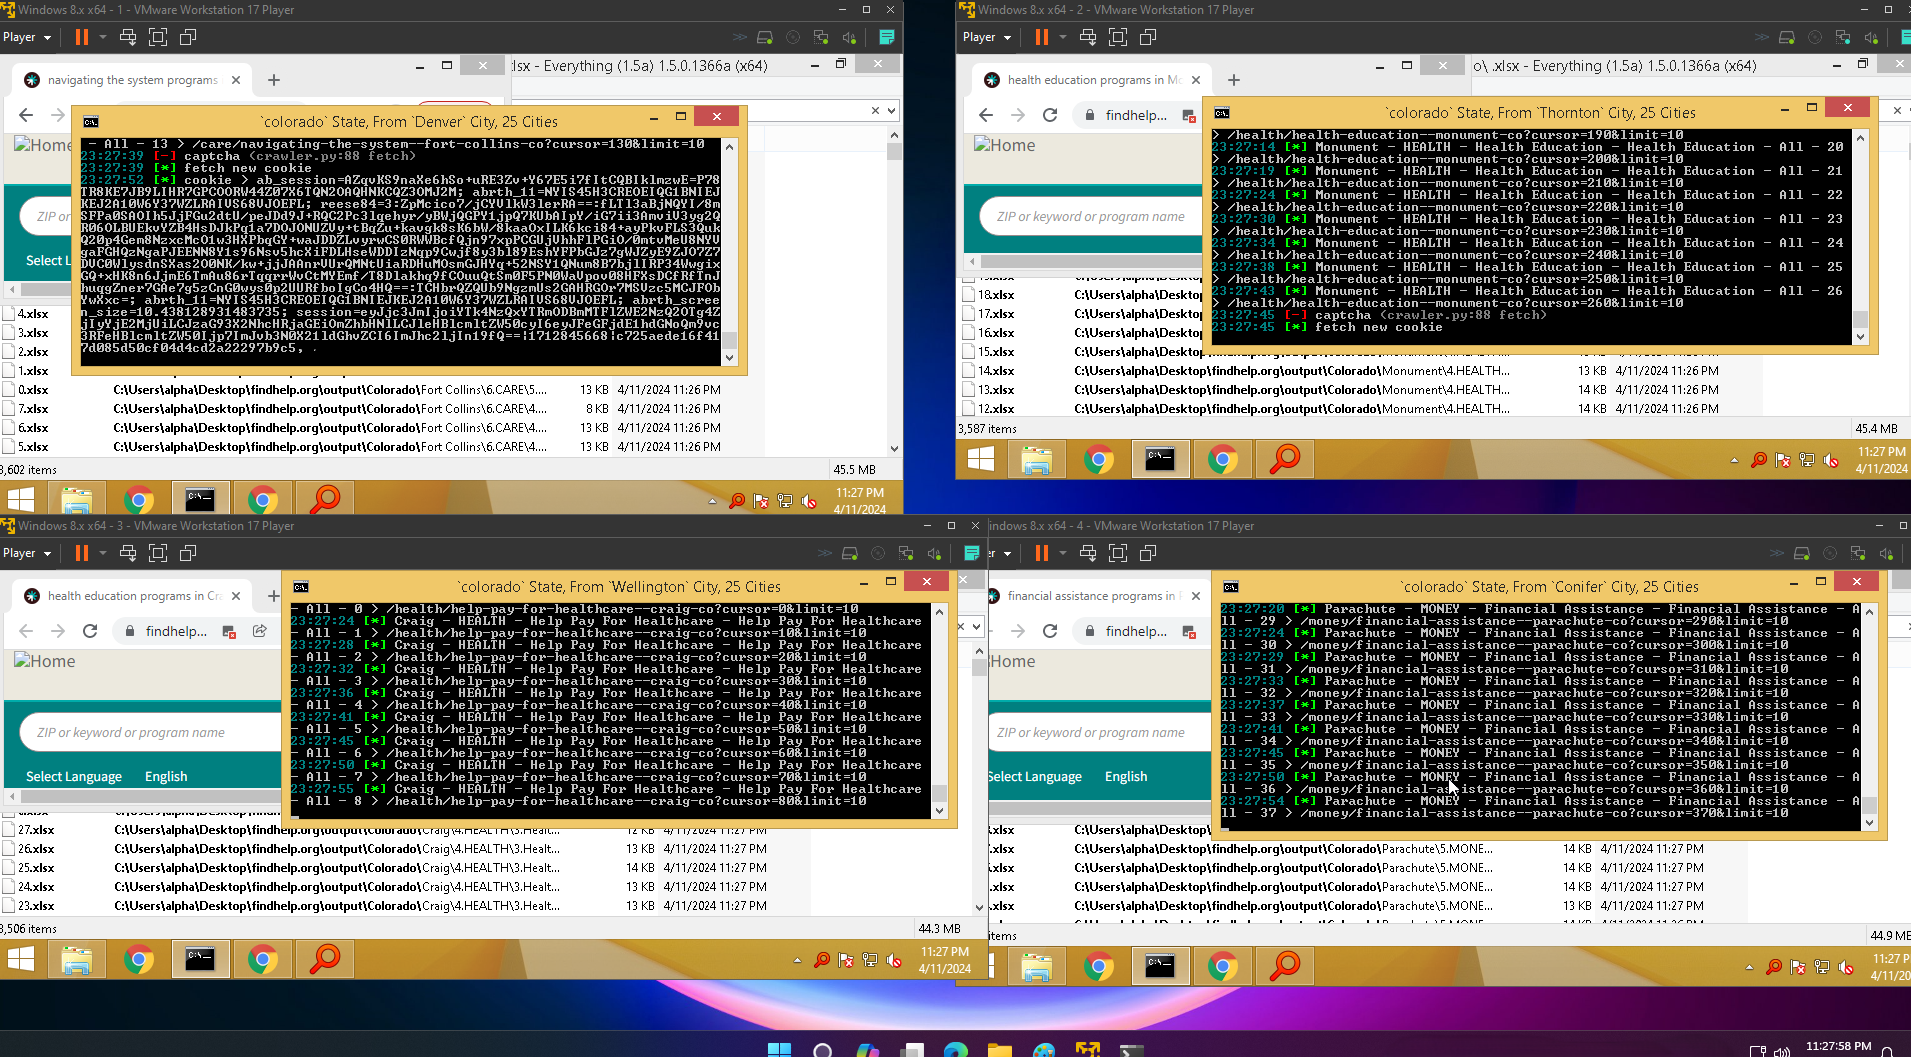 Windows 8.x x64 - 1 - VMware Workstation 17 Player
Player
navigating the system programs
.lsx - Everything (1.5a) 1.5.0.1366a (x64)
Home
ZIP or
Select L
`colorado` State, From `Denver` City, 25 Cities
- All - 13 > /care/navigating-the-system--fort-collins-co?cursor=130&limit=10
23:27:39 [-] captcha (crawler.py:88 fetch)
23:27:39 [*] fetch new cookie
4.xlsx
3.xlsx
2.xlsx
1.xlsx
0.xlsx C:\Users\alpha\Desktop\findhelp.org\output\Colorado\Fort Collins\6.CARE\5.... 13 KB 4/11/2024 11:26 PM
7.xlsx C:\Users\alpha\Desktop\findhelp.org\output\Colorado\Fort Collins\6.CARE\4.... 8 KB 4/11/2024 11:26 PM
6.xlsx C:\Users\alpha\Desktop\findhelp.org\output\Colorado\Fort Collins\6.CARE\4.... 13 KB 4/11/2024 11:26 PM
5.xlsx C:\Users\alpha\Desktop\findhelp.org\output\Colorado\Fort Collins\6.CARE\4.... 13 KB 4/11/2024 11:26 PM
3,602 items 45.5 MB
11:27 PM
4/11/2024
Windows 8.x x64 - 2 - VMware Workstation 17 Player
Player
health education programs in Mo
o\ .xlsx - Everything (1.5a) 1.5.0.1366a (x64)
findhelp...
Home
ZIP or keyword or program name
`colorado` State, From `Thornton` City, 25 Cities
> /health/health-education--monument-co?cursor=190&limit=10
23:27:14 [*] Monument - HEALTH - Health Education - Health Education - All - 20
> /health/health-education--monument-co?cursor=200&limit=10
23:27:19 [*] Monument - HEALTH - Health Education - Health Education - All - 21
> /health/health-education--monument-co?cursor=210&limit=10
23:27:24 [*] Monument - HEALTH - Health Education - Health Education - All - 22
> /health/health-education--monument-co?cursor=220&limit=10
23:27:30 [*] Monument - HEALTH - Health Education - Health Education - All - 23
> /health/health-education--monument-co?cursor=230&limit=10
23:27:34 [*] Monument - HEALTH - Health Education - Health Education - All - 24
> /health/health-education--monument-co?cursor=240&limit=10
23:27:38 [*] Monument - HEALTH - Health Education - Health Education - All - 25
> /health/health-education--monument-co?cursor=250&limit=10
23:27:43 [*] Monument - HEALTH - Health Education - Health Education - All - 26
> /health/health-education--monument-co?cursor=260&limit=10
23:27:45 [-] captcha (crawler.py:88 fetch)
23:27:45 [*] fetch new cookie
18.xlsx C:\Users\alpha\Desktop
17.xlsx C:\Users\alpha\Desktop
16.xlsx C:\Users\alpha\Desktop
15.xlsx C:\Users\alpha\Desktop
14.xlsx C:\Users\alpha\Desktop\findhelp.org\output\Colorado\Monument\4.HEALTH... 13 KB 4/11/2024 11:26 PM
13.xlsx C:\Users\alpha\Desktop\findhelp.org\output\Colorado\Monument\4.HEALTH... 14 KB 4/11/2024 11:26 PM
12.xlsx C:\Users\alpha\Desktop\findhelp.org\output\Colorado\Monument\4.HEALTH... 14 KB 4/11/2024 11:26 PM
3,587 items 45.4 MB
11:27 PM
4/11/2024
Windows 8.x x64 - 3 - VMware Workstation 17 Player
Player
health education programs in Cra
findhelp...
Home
ZIP or keyword or program name
Select Language English
`colorado` State, From `Wellington` City, 25 Cities
- All - 0 > /health/help-pay-for-healthcare--craig-co?cursor=0&limit=10
23:27:24 [*] Craig - HEALTH - Help Pay For Healthcare - Help Pay For Healthcare
- All - 1 > /health/help-pay-for-healthcare--craig-co?cursor=10&limit=10
23:27:28 [*] Craig - HEALTH - Help Pay For Healthcare - Help Pay For Healthcare
- All - 2 > /health/help-pay-for-healthcare--craig-co?cursor=20&limit=10
23:27:32 [*] Craig - HEALTH - Help Pay For Healthcare - Help Pay For Healthcare
- All - 3 > /health/help-pay-for-healthcare--craig-co?cursor=30&limit=10
23:27:36 [*] Craig - HEALTH - Help Pay For Healthcare - Help Pay For Healthcare
- All - 4 > /health/help-pay-for-healthcare--craig-co?cursor=40&limit=10
23:27:41 [*] Craig - HEALTH - Help Pay For Healthcare - Help Pay For Healthcare
- All - 5 > /health/help-pay-for-healthcare--craig-co?cursor=50&limit=10
23:27:45 [*] Craig - HEALTH - Help Pay For Healthcare - Help Pay For Healthcare
- All - 6 > /health/help-pay-for-healthcare--craig-co?cursor=60&limit=10
23:27:50 [*] Craig - HEALTH - Help Pay For Healthcare - Help Pay For Healthcare
- All - 7 > /health/help-pay-for-healthcare--craig-co?cursor=70&limit=10
23:27:55 [*] Craig - HEALTH - Help Pay For Healthcare - Help Pay For Healthcare
- All - 8 > /health/help-pay-for-healthcare--craig-co?cursor=80&limit=10
27.xlsx C:\Users\alpha\Desktop\findhelp.org\output\Colorado\Craig\4.HEALTH\3.Healt... 12 KB 4/11/2024 11:27 PM
26.xlsx C:\Users\alpha\Desktop\findhelp.org\output\Colorado\Craig\4.HEALTH\3.Healt... 13 KB 4/11/2024 11:27 PM
25.xlsx C:\Users\alpha\Desktop\findhelp.org\output\Colorado\Craig\4.HEALTH\3.Healt... 14 KB 4/11/2024 11:27 PM
24.xlsx C:\Users\alpha\Desktop\findhelp.org\output\Colorado\Craig\4.HEALTH\3.Healt... 13 KB 4/11/2024 11:27 PM
23.xlsx C:\Users\alpha\Desktop\findhelp.org\output\Colorado\Craig\4.HEALTH\3.Healt... 13 KB 4/11/2024 11:27 PM
3,506 items 44.3 MB
11:27 PM
4/11/2024
indows 8.x x64 - 4 - VMware Workstation 17 Player
er
financial assistance programs in P
findhelp...
Home
ZIP or keyword or program name
Select Language English
`colorado` State, From `Conifer` City, 25 Cities
23:27:20 [*] Parachute - MONEY - Financial Assistance - Financial Assistance - A
ll - 29 > /money/financial-assistance--parachute-co?cursor=290&limit=10
23:27:24 [*] Parachute - MONEY - Financial Assistance - Financial Assistance - A
ll - 30 > /money/financial-assistance--parachute-co?cursor=300&limit=10
23:27:29 [*] Parachute - MONEY - Financial Assistance - Financial Assistance - A
ll - 31 > /money/financial-assistance--parachute-co?cursor=310&limit=10
23:27:33 [*] Parachute - MONEY - Financial Assistance - Financial Assistance - A
ll - 32 > /money/financial-assistance--parachute-co?cursor=320&limit=10
23:27:37 [*] Parachute - MONEY - Financial Assistance - Financial Assistance - A
ll - 33 > /money/financial-assistance--parachute-co?cursor=330&limit=10
23:27:41 [*] Parachute - MONEY - Financial Assistance - Financial Assistance - A
ll - 34 > /money/financial-assistance--parachute-co?cursor=340&limit=10
23:27:45 [*] Parachute - MONEY - Financial Assistance - Financial Assistance - A
ll - 35 > /money/financial-assistance--parachute-co?cursor=350&limit=10
23:27:50 [*] Parachute - MONEY - Financial Assistance - Financial Assistance - A
ll - 36 > /money/financial-assistance--parachute-co?cursor=360&limit=10
23:27:54 [*] Parachute - MONEY - Financial Assistance - Financial Assistance - A
ll - 37 > /money/financial-assistance--parachute-co?cursor=370&limit=10
.xlsx C:\Users\alpha\Desktop
.xlsx C:\Users\alpha\Desktop\findhelp.org\output\Colorado\Parachute\5.MONE... 14 KB 4/11/2024 11:27 PM
.xlsx C:\Users\alpha\Desktop\findhelp.org\output\Colorado\Parachute\5.MONE... 14 KB 4/11/2024 11:27 PM
.xlsx C:\Users\alpha\Desktop\findhelp.org\output\Colorado\Parachute\5.MONE... 14 KB 4/11/2024 11:27 PM
.xlsx C:\Users\alpha\Desktop\findhelp.org\output\Colorado\Parachute\5.MONE... 13 KB 4/11/2024 11:27 PM
items 44.9 MB
11:27 P
4/11/20
11:27:58 PM